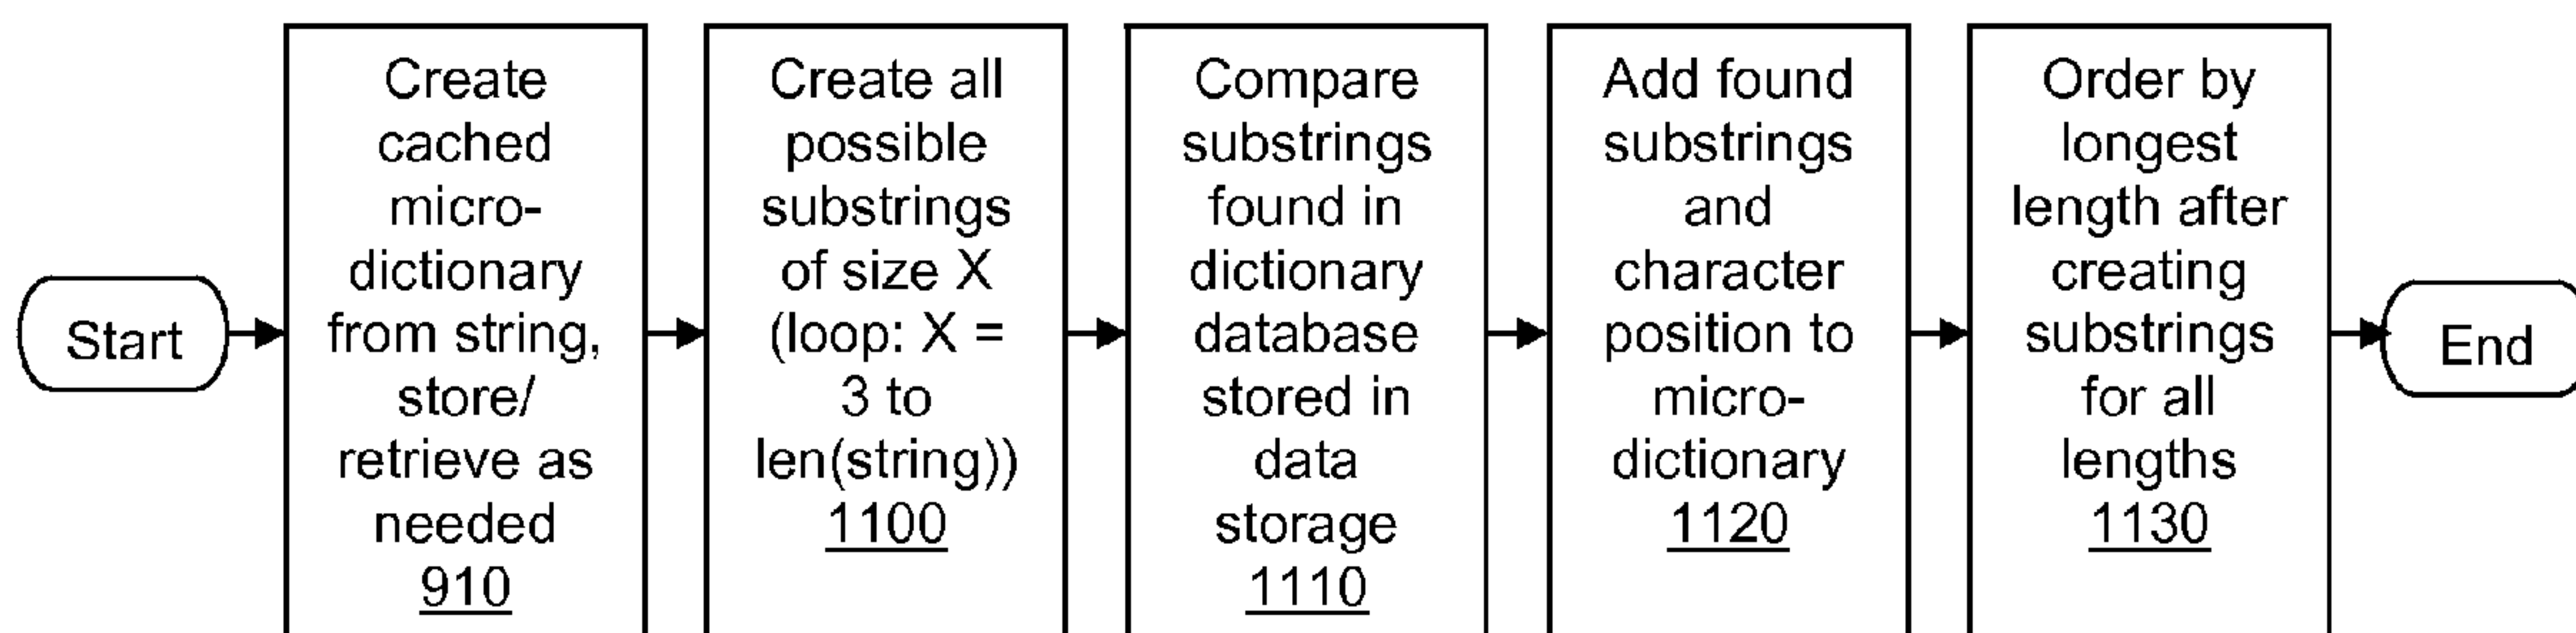 Start
Create
cached
micro-
dictionary
from string,
store/
retrieve as
needed
910
Create all
possible
substrings
of size X
(loop: X =
3 to
len(string))
1100
Compare
substrings
found in
dictionary
database
stored in
data
storage
1110
Add found
substrings
and
character
position to
micro-
dictionary
1120
Order by
longest
length after
creating
substrings
for all
lengths
1130
End